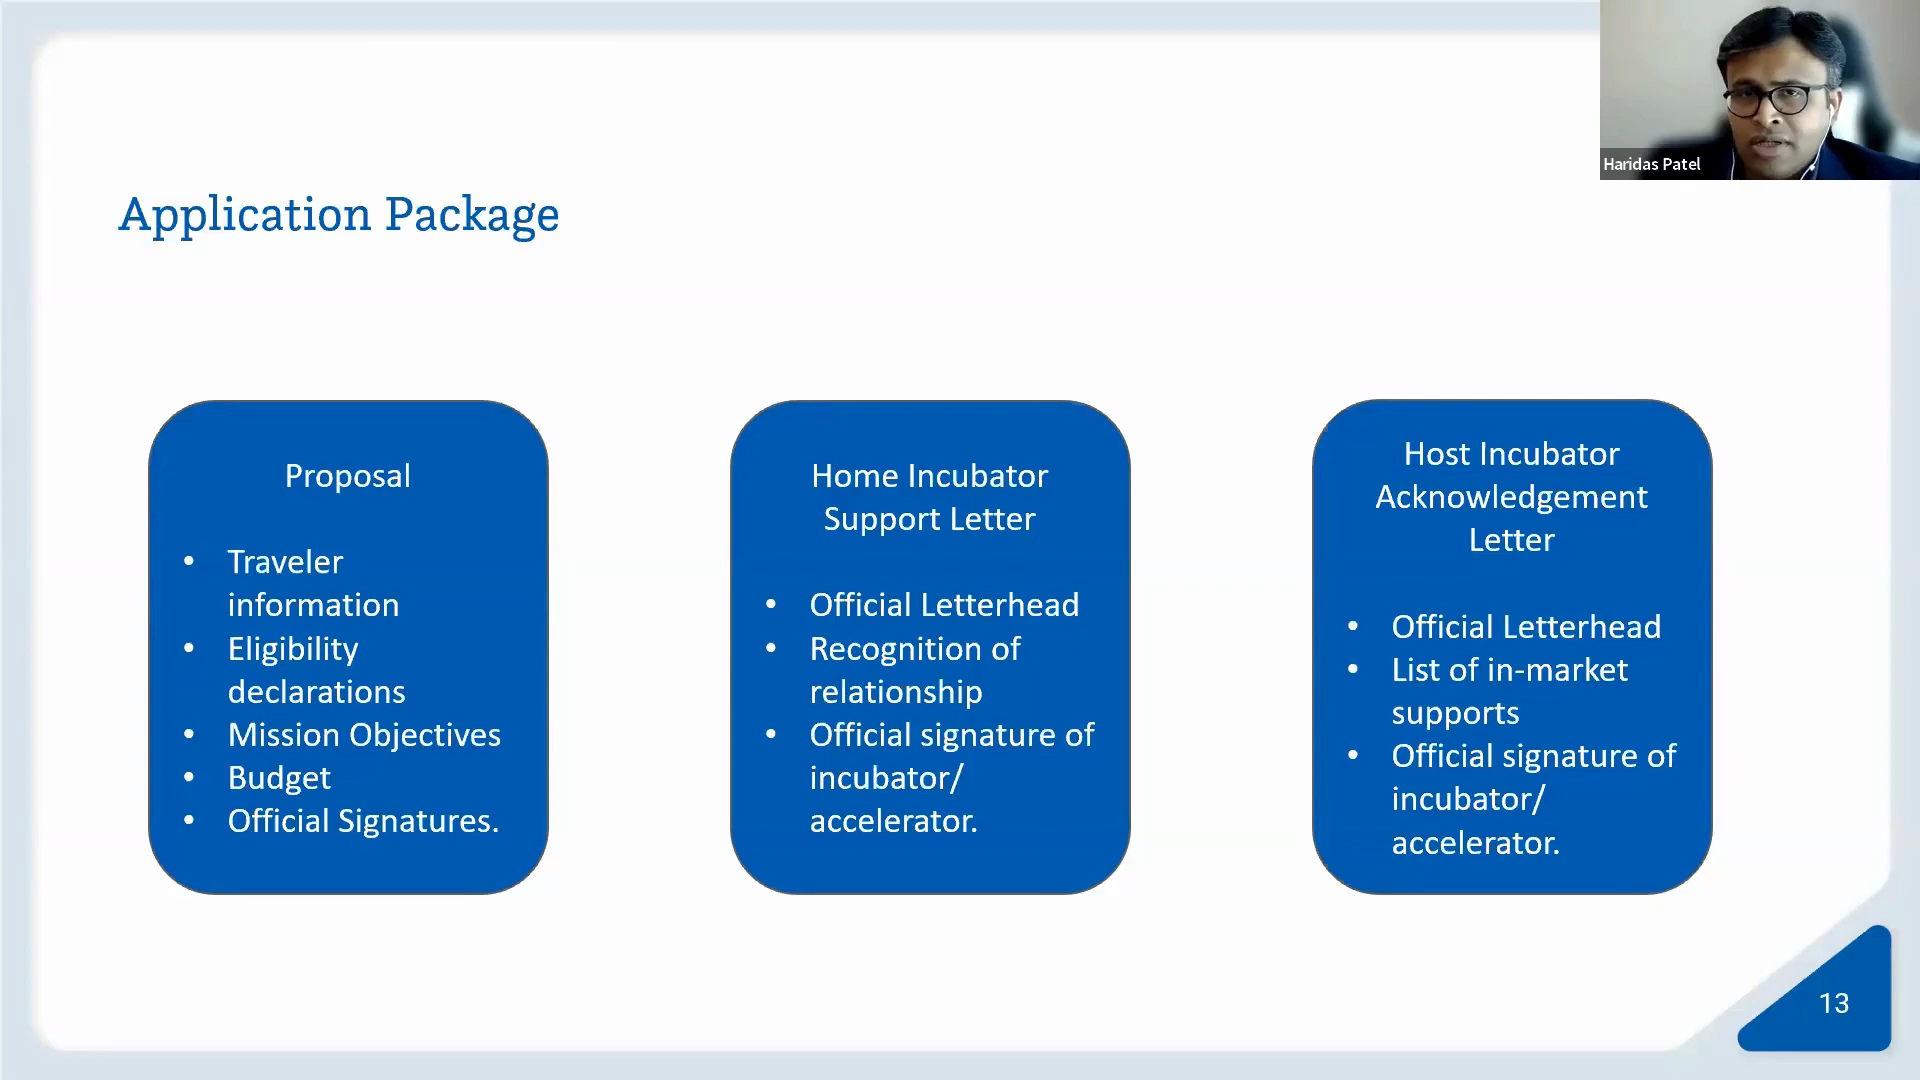 Haridas Patel
Application Package
Proposal
• Traveler
information
• Eligibility
declarations
• Mission Objectives
• Budget
• Official Signatures.
Home Incubator
Support Letter
• Official Letterhead
• Recognition of
relationship
• Official signature of
incubator/
accelerator.
Host Incubator
Acknowledgement
Letter
• Official Letterhead
• List of in-market
supports
• Official signature of
incubator/
accelerator.
13